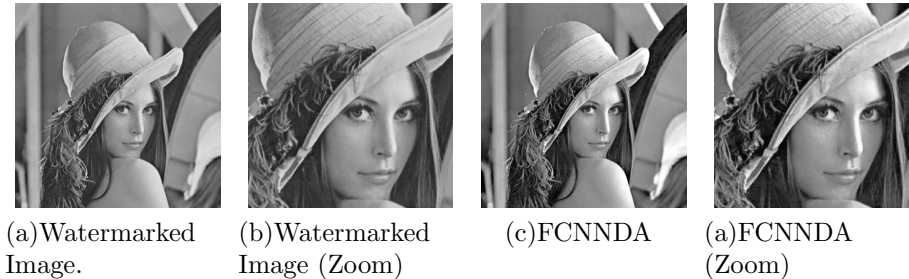 (a)Watermarked
Image.
(b)Watermarked
Image (Zoom)
(c)FCNNDA
(a)FCNNDA
(Zoom)